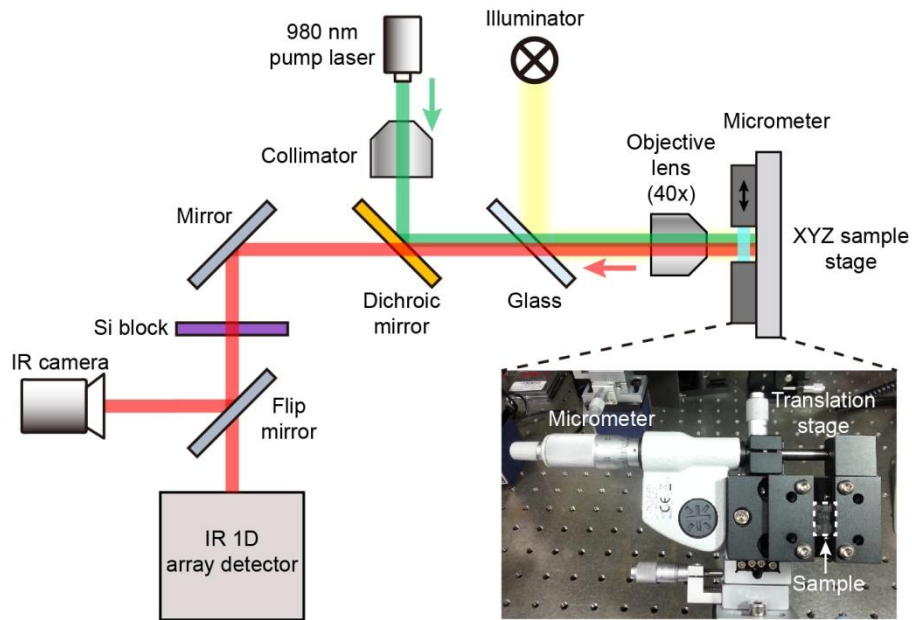 980 nm
pump laser
Illuminator
Collimator
Objective
lens
(40x)
Micrometer
Mirror
XYZ sample
stage
Dichroic
mirror
Glass
Si block
IR camera
Flip
mirror
IR 1D
array detector
Micrometer
Translation
stage
Sample